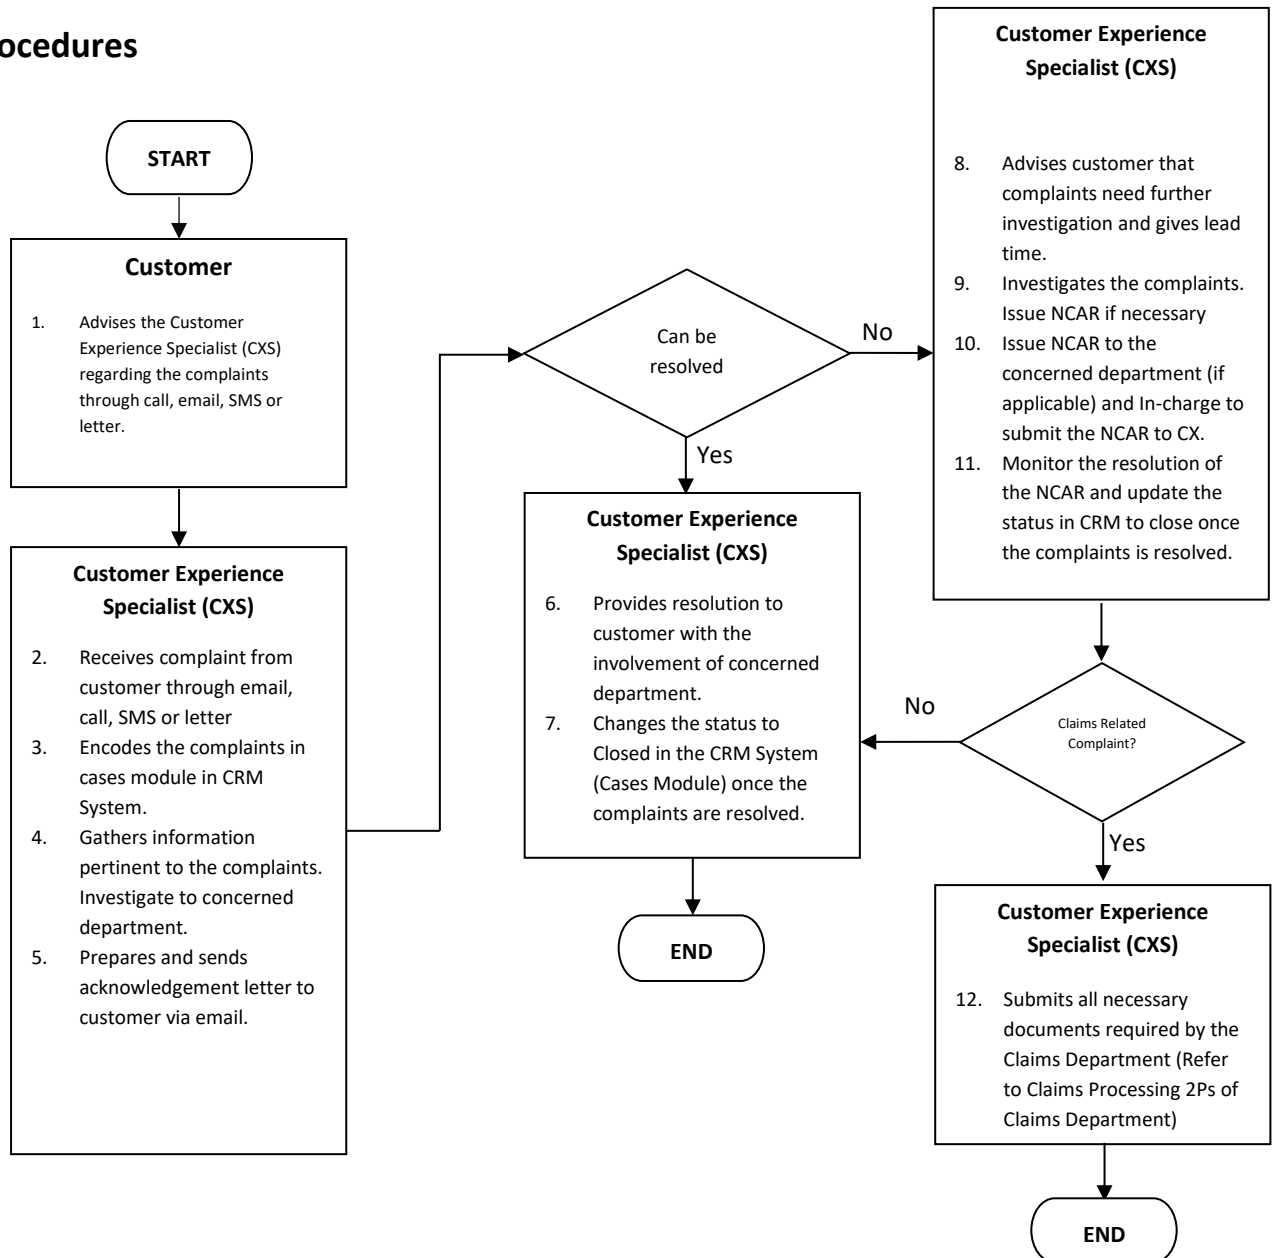 ocedures
START
Customer
1. Advises the Customer
Experience Specialist (CXS)
regarding the complaints
through call, email, SMS or
letter.
Customer Experience
Specialist (CXS)
2. Receives complaint from
customer through email,
call, SMS or letter
3. Encodes the complaints in
cases module in CRM
System.
4. Gathers information
pertinent to the complaints.
Investigate to concerned
department.
5. Prepares and sends
acknowledgement letter to
customer via email.
Can be
resolved
No
Yes
Customer Experience
Specialist (CXS)
6. Provides resolution to
customer with the
involvement of concerned
department.
7. Changes the status to
Closed in the CRM System
(Cases Module) once the
complaints are resolved.
END
Customer Experience
Specialist (CXS)
8. Advises customer that
complaints need further
investigation and gives lead
time.
9. Investigates the complaints.
Issue NCAR if necessary
10. Issue NCAR to the
concerned department (if
applicable) and In-charge to
submit the NCAR to CX.
11. Monitor the resolution of
the NCAR and update the
status in CRM to close once
the complaints is resolved.
Claims Related
Complaint?
No
Yes
Customer Experience
Specialist (CXS)
12. Submits all necessary
documents required by the
Claims Department (Refer
to Claims Processing 2Ps of
Claims Department)
END